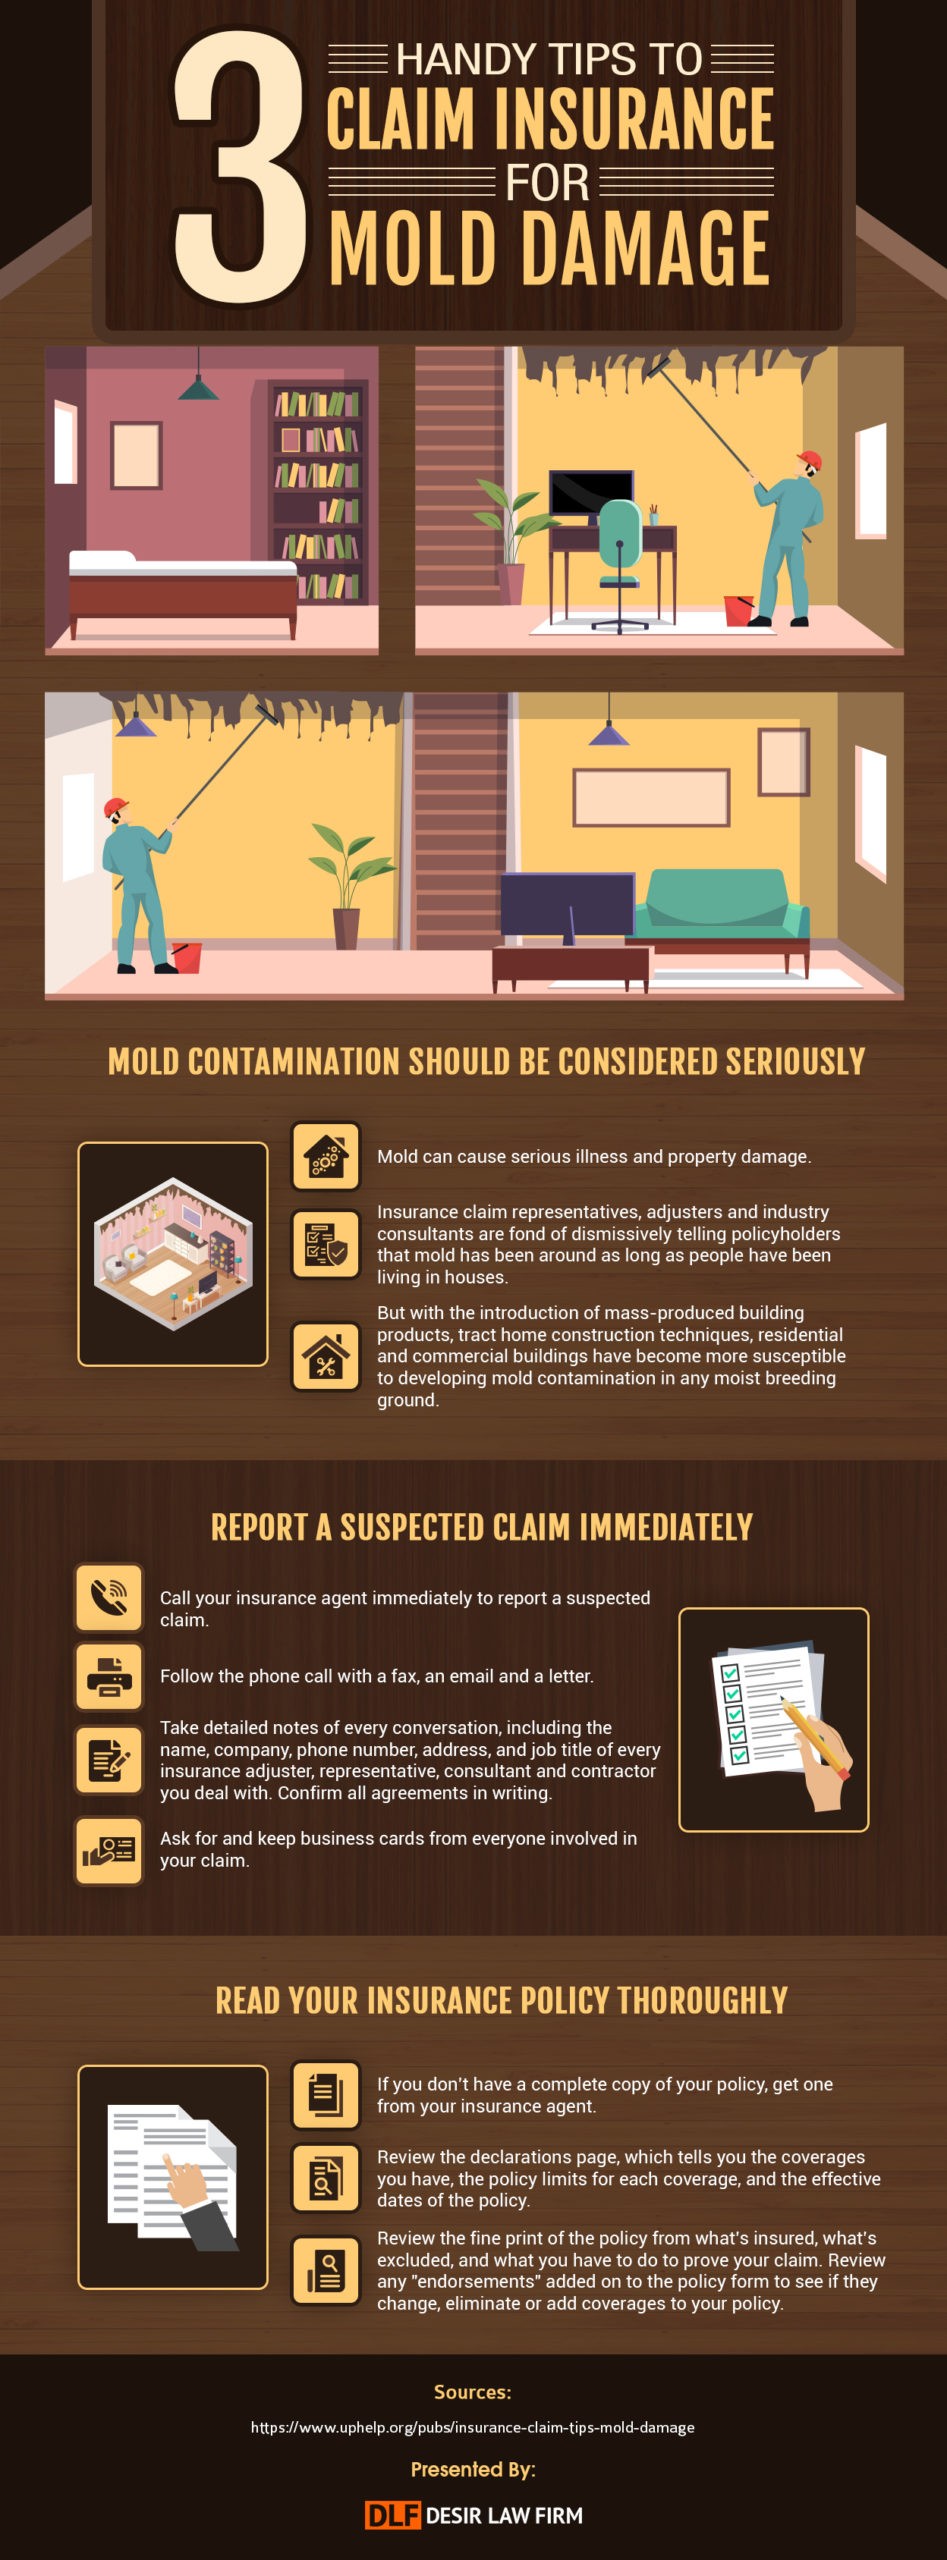 3
HANDY TIPS TO
CLAIM INSURANCE
FOR
MOLD DAMAGE
MOLD CONTAMINATION SHOULD BE CONSIDERED SERIOUSLY
Mold can cause serious illness and property damage.
Insurance claim representatives, adjusters and industry
consultants are fond of dismissively telling policyholders
that mold has been around as long as people have been
living in houses.
But with the introduction of mass-produced building
products, tract home construction techniques, residential
and commercial buildings have become more susceptible
to developing mold contamination in any moist breeding
ground.
REPORT A SUSPECTED CLAIM IMMEDIATELY
Call your insurance agent immediately to report a suspected
claim.
Follow the phone call with a fax, an email and a letter.
Take detailed notes of every conversation, including the
name, company, phone number, address, and job title of every
insurance adjuster, representative, consultant and contractor
you deal with. Confirm all agreements in writing.
Ask for and keep business cards from everyone involved in
your claim.
READ YOUR INSURANCE POLICY THOROUGHLY
If you don't have a complete copy of your policy, get one
from your insurance agent.
Review the declarations page, which tells you the coverages
you have, the policy limits for each coverage, and the effective
dates of the policy.
Review the fine print of the policy from what's insured, what's
excluded, and what you have to do to prove your claim. Review
any "endorsements" added on to the policy form to see if they
change, eliminate or add coverages to your policy.
Sources:
https://www.uphelp.org/pubs/insurance-claim-tips-mold-damage
Presented By:
DLF DESIR LAW FIRM